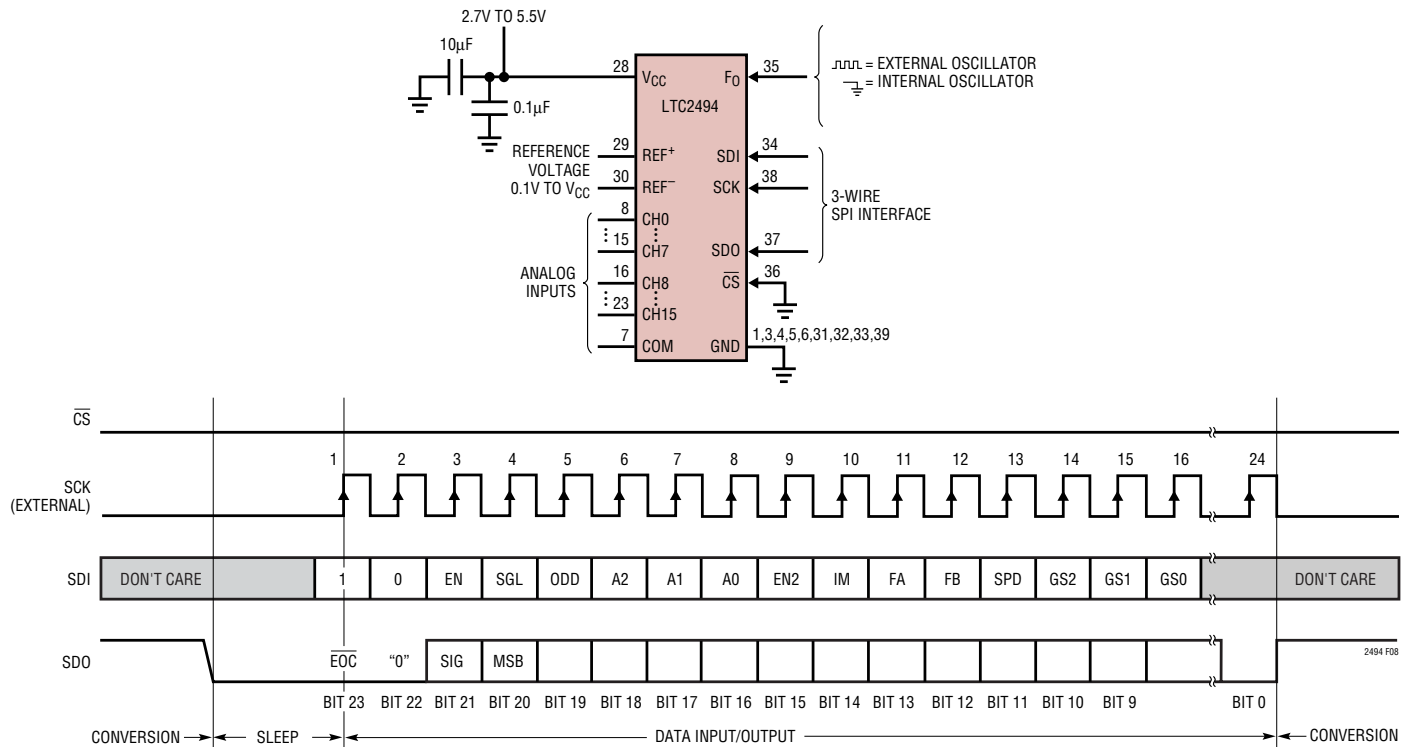 2.7V TO 5.5V
10µF
0.1µF
28
VCC
LTC2494
FO
35
= EXTERNAL OSCILLATOR
= INTERNAL OSCILLATOR
REFERENCE
VOLTAGE
0.1V TO VCC
29
REF+
30
REF–
SDI
34
SCK
38
3-WIRE
SPI INTERFACE
SDO
37
CS
36
ANALOG
INPUTS
8
CH0
15
CH7
16
CH8
23
CH15
7
COM
GND
1,3,4,5,6,31,32,33,39
CS
SCK
(EXTERNAL)
1 2 3 4 5 6 7 8 9 10 11 12 13 14 15 16 24
SDI DON'T CARE 1 0 EN SGL ODD A2 A1 A0 EN2 IM FA FB SPD GS2 GS1 GS0 DON'T CARE
SDO EOC "0" SIG MSB
2494 F08
BIT 23 BIT 22 BIT 21 BIT 20 BIT 19 BIT 18 BIT 17 BIT 16 BIT 15 BIT 14 BIT 13 BIT 12 BIT 11 BIT 10 BIT 9 BIT 0
CONVERSION SLEEP DATA INPUT/OUTPUT CONVERSION